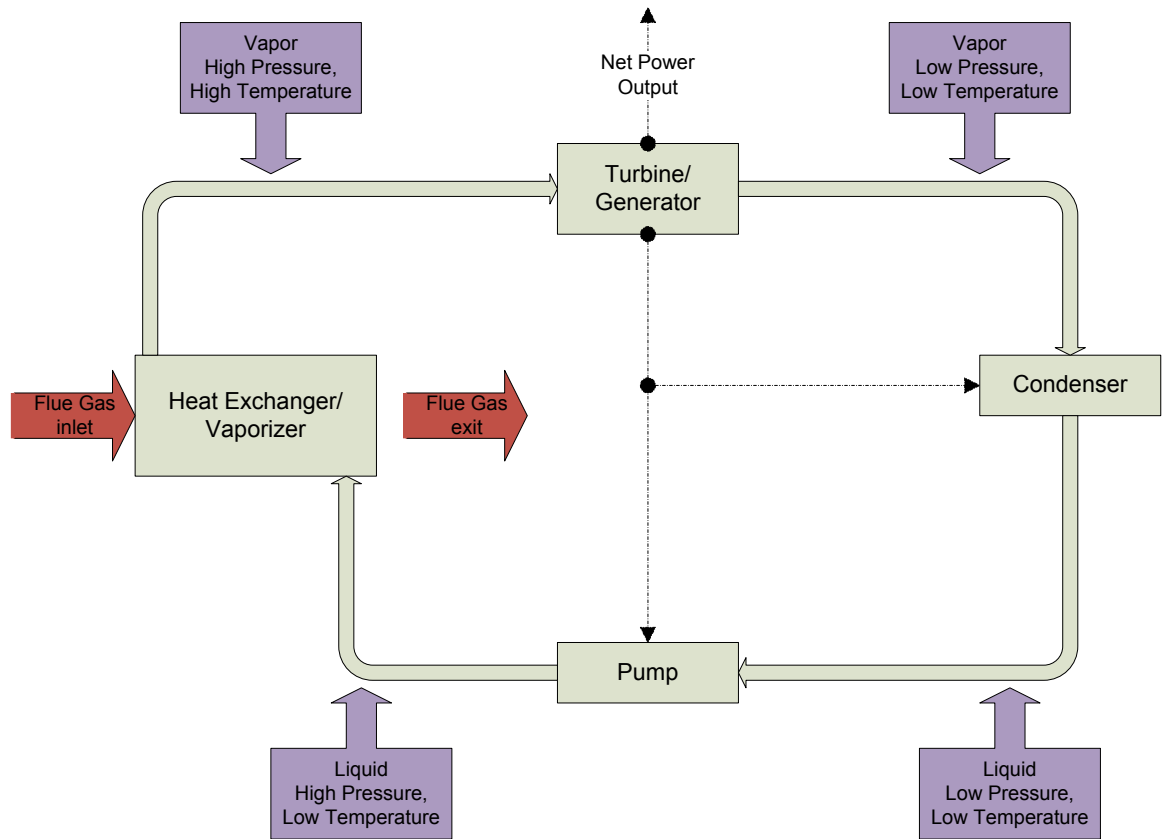 Vapor
High Pressure,
High Temperature
Net Power
Output
Vapor
Low Pressure,
Low Temperature
Turbine/
Generator
Flue Gas
inlet
Heat Exchanger/
Vaporizer
Flue Gas
exit
Condenser
Pump
Liquid
High Pressure,
Low Temperature
Liquid
Low Pressure,
Low Temperature